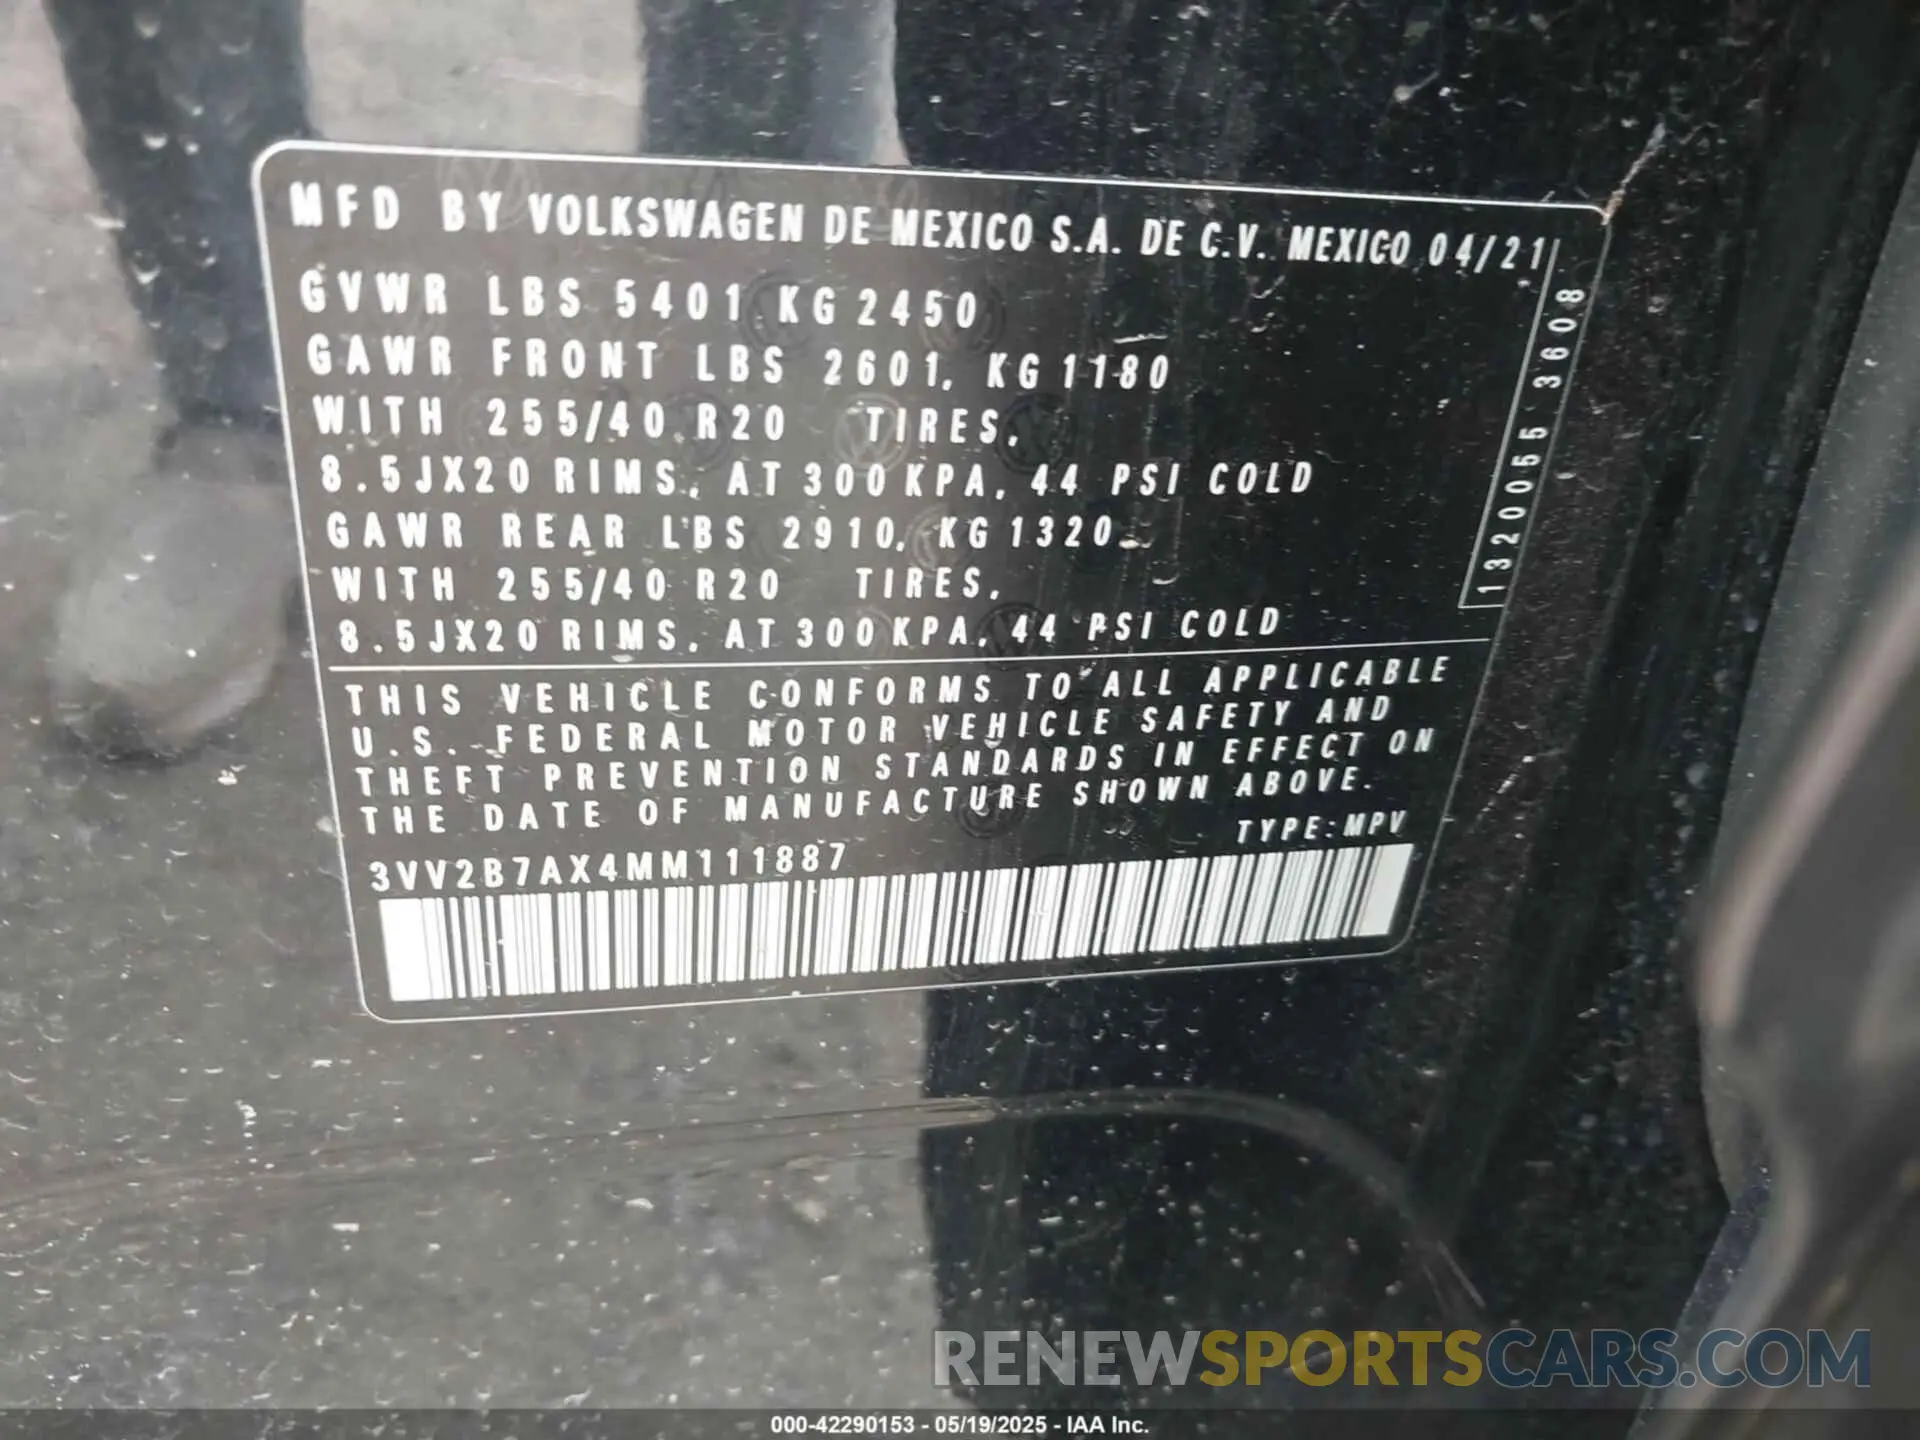 MFD BY VOLKSWAGEN DE MEXICO S.A. DE C.V. MEXICO 04/21
GVWR LBS 5401 KG 2450
GAWR FRONT LBS 2601, KG 1180
WITH 255/40 R20 TIRES,
8.5JX20 RIMS, AT 300 KPA, 44 PSI COLD
GAWR REAR LBS 2910, KG 1320
WITH 255/40 R20 TIRES,
8.5JX20 RIMS, AT 300 KPA, 44 PSI COLD
1320055 3608
THIS VEHICLE CONFORMS TO ALL APPLICABLE
U.S. FEDERAL MOTOR VEHICLE SAFETY AND
THEFT PREVENTION STANDARDS IN EFFECT ON
THE DATE OF MANUFACTURE SHOWN ABOVE.
TYPE: MPV
3VV2B7AX4MM111887
RENEWSPORTSCARS.COM
000-42290153 - 05/19/2025 - IAA Inc.